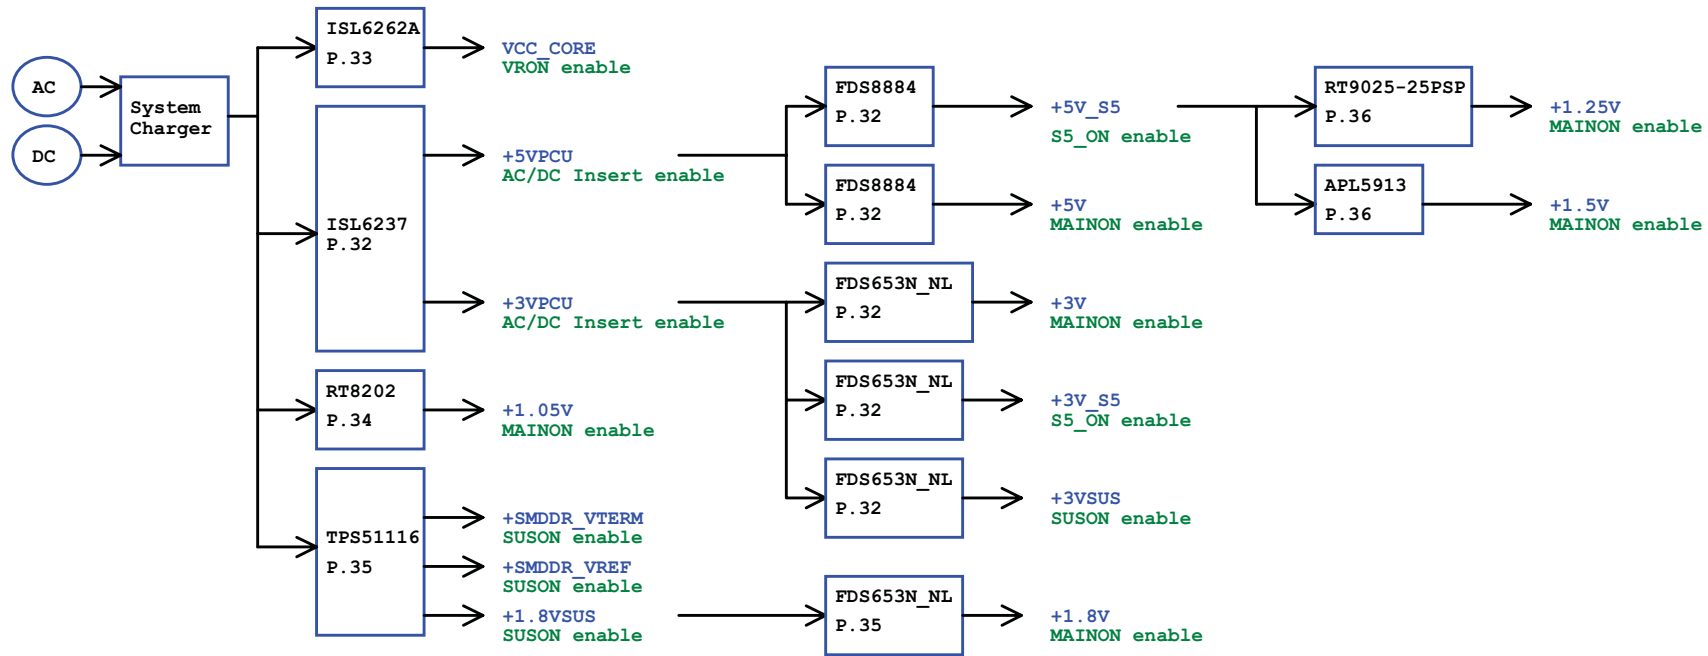 AC
DC
System
Charger
ISL6262A
P.33
VCC_CORE
VRON enable
ISL6237
P.32
+5VPCU
AC/DC Insert enable
+3VPCU
AC/DC Insert enable
RT8202
P.34
+1.05V
MAINON enable
TPS51116
P.35
+SMDDR_VTERM
SUSON enable
+SMDDR_VREF
SUSON enable
+1.8VSUS
SUSON enable
FDS8884
P.32
+5V_S5
S5_ON enable
FDS8884
P.32
+5V
MAINON enable
FDS653N_NL
P.32
+3V
MAINON enable
FDS653N_NL
P.32
+3V_S5
S5_ON enable
FDS653N_NL
P.32
+3VSUS
SUSON enable
FDS653N_NL
P.35
+1.8V
MAINON enable
RT9025-25PSP
P.36
+1.25V
MAINON enable
APL5913
P.36
+1.5V
MAINON enable